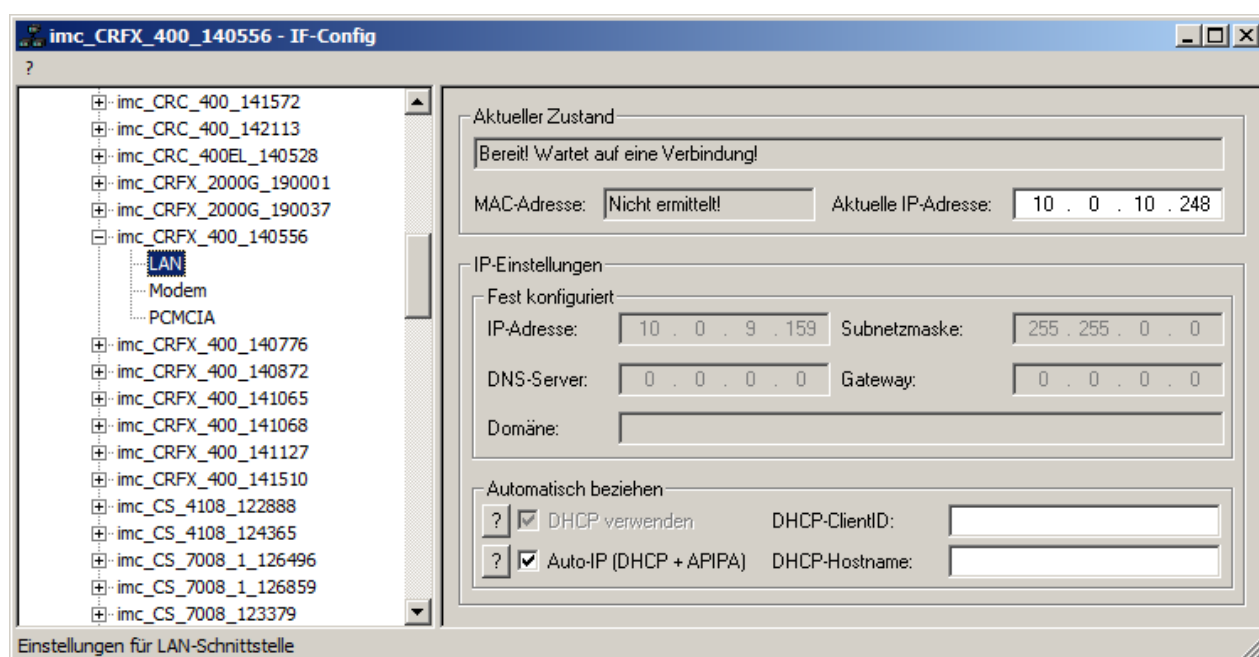 imc_CRFX_400_140556 - IF-Config
?
imc_CRC_400_141572
imc_CRC_400_142113
imc_CRC_400EL_140528
imc_CRFX_2000G_190001
imc_CRFX_2000G_190037
imc_CRFX_400_140556
LAN
Modem
PCMCIA
imc_CRFX_400_140776
imc_CRFX_400_140872
imc_CRFX_400_141065
imc_CRFX_400_141068
imc_CRFX_400_141127
imc_CRFX_400_141510
imc_CS_4108_122888
imc_CS_4108_124365
imc_CS_7008_1_126496
imc_CS_7008_1_126859
imc_CS_7008_123379
Aktueller Zustand
Bereit! Wartet auf eine Verbindung!
MAC-Adresse: Nicht ermittelt! Aktuelle IP-Adresse: 10 . 0 . 10 . 248
IP-Einstellungen
Fest konfiguriert
IP-Adresse: 10 . 0 . 9 . 159 Subnetzmaske: 255 . 255 . 0 . 0
DNS-Server: 0 . 0 . 0 . 0 Gateway: 0 . 0 . 0 . 0
Domäne:
Automatisch beziehen
? DHCP verwenden DHCP-ClientID:
? Auto-IP (DHCP + APIPA) DHCP-Hostname:
Einstellungen für LAN-Schnittstelle